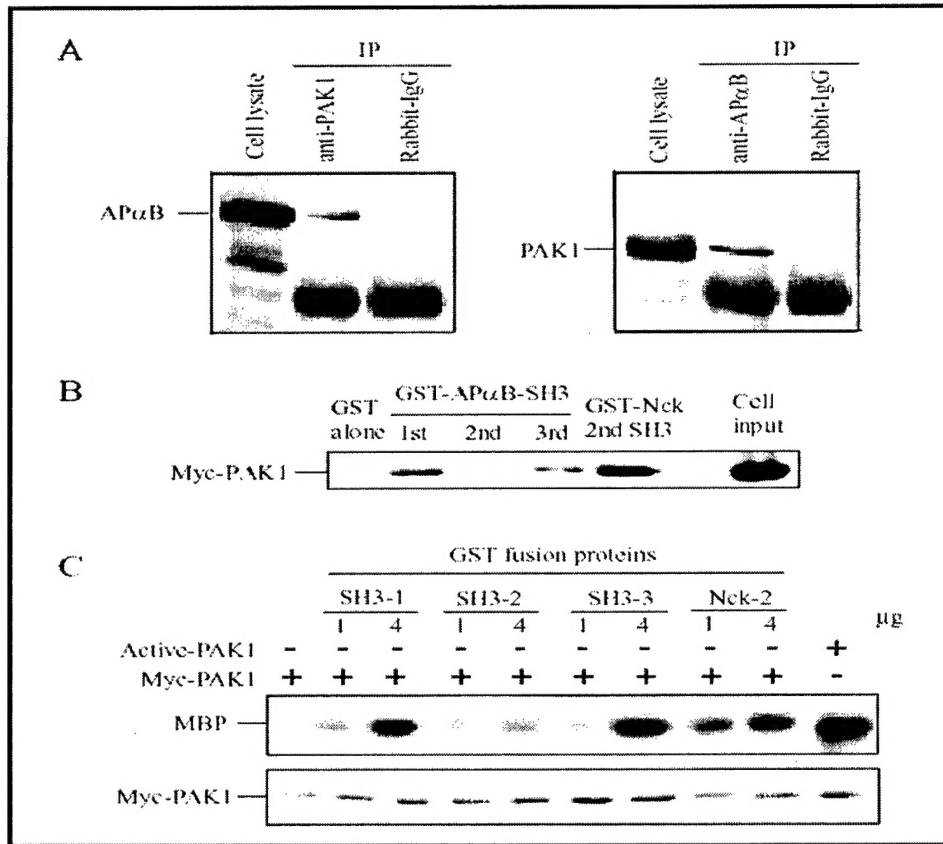 A
IP
Cell lysate
anti-PAK1
Rabbit-IgG
APαB
IP
Cell lysate
anti-APαB
Rabbit-IgG
PAK1
B
GST alone
GST-APαB-SH3
1st 2nd 3rd
GST-Nck
2nd SH3
Cell
input
Myc-PAK1
C
GST fusion proteins
SH3-1 SH3-2 SH3-3 Nck-2
1 4 1 4 1 4 1 4 µg
Active-PAK1 - - - - - - - - - +
Myc-PAK1 + + + + + + + + + -
MBP
Myc-PAK1